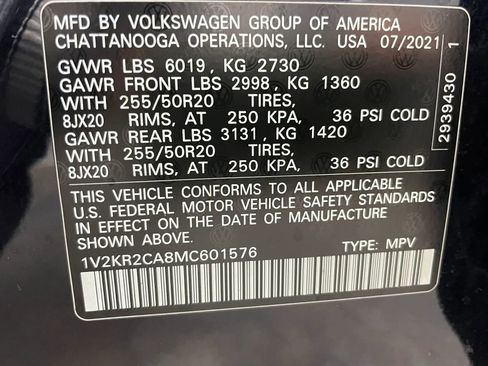 MFD BY VOLKSWAGEN GROUP OF AMERICA
CHATTANOOGA OPERATIONS, LLC. USA 07/2021
GVWR LBS 6019 , KG 2730
GAWR FRONT LBS 2998 , KG 1360
WITH 255/50R20 TIRES,
8JX20 RIMS, AT 250 KPA, 36 PSI COLD
GAWR REAR LBS 3131 , KG 1420
WITH 255/50R20 TIRES,
8JX20 RIMS, AT 250 KPA, 36 PSI COLD
THIS VEHICLE CONFORMS TO ALL APPLICABLE
U.S. FEDERAL MOTOR VEHICLE SAFETY STANDARDS
IN EFFECT ON THE DATE OF MANUFACTURE
SHOWN ABOVE.
1V2KR2CA8MC601576 TYPE: MPV
2939430 1